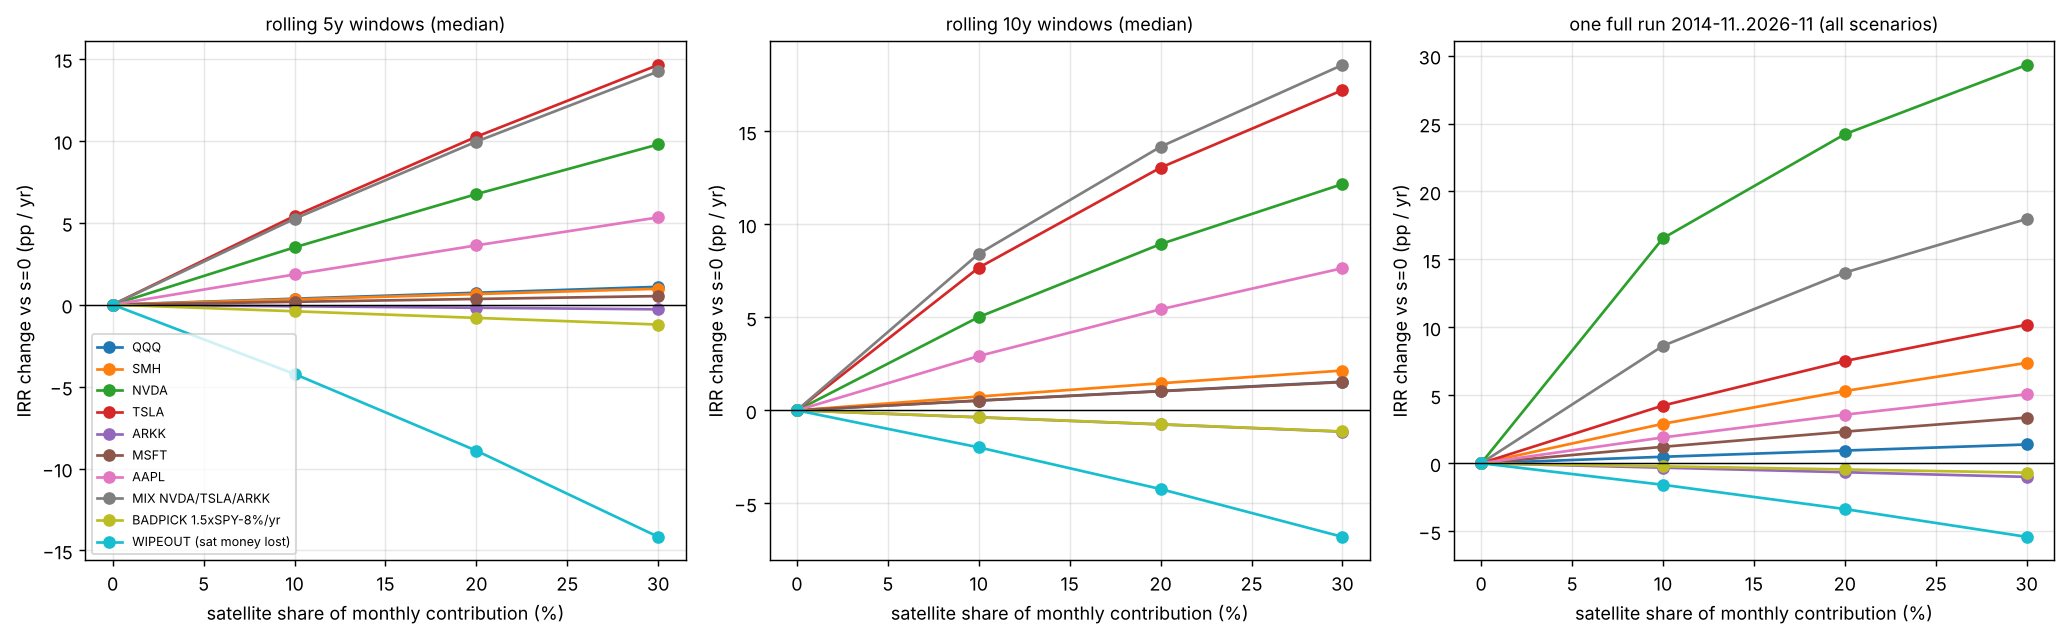 rolling 5y windows (median)
15
10
5
0
−5
−10
−15
IRR change vs s=0 (pp / yr)
QQQ
SMH
NVDA
TSLA
ARKK
MSFT
AAPL
MIX NVDA/TSLA/ARKK
BADPICK 1.5xSPY-8%/yr
WIPEOUT (sat money lost)
0 5 10 15 20 25 30
satellite share of monthly contribution (%)
rolling 10y windows (median)
15
10
5
0
−5
IRR change vs s=0 (pp / yr)
0 5 10 15 20 25 30
satellite share of monthly contribution (%)
one full run 2014-11..2026-11 (all scenarios)
30
25
20
15
10
5
0
−5
IRR change vs s=0 (pp / yr)
0 5 10 15 20 25 30
satellite share of monthly contribution (%)